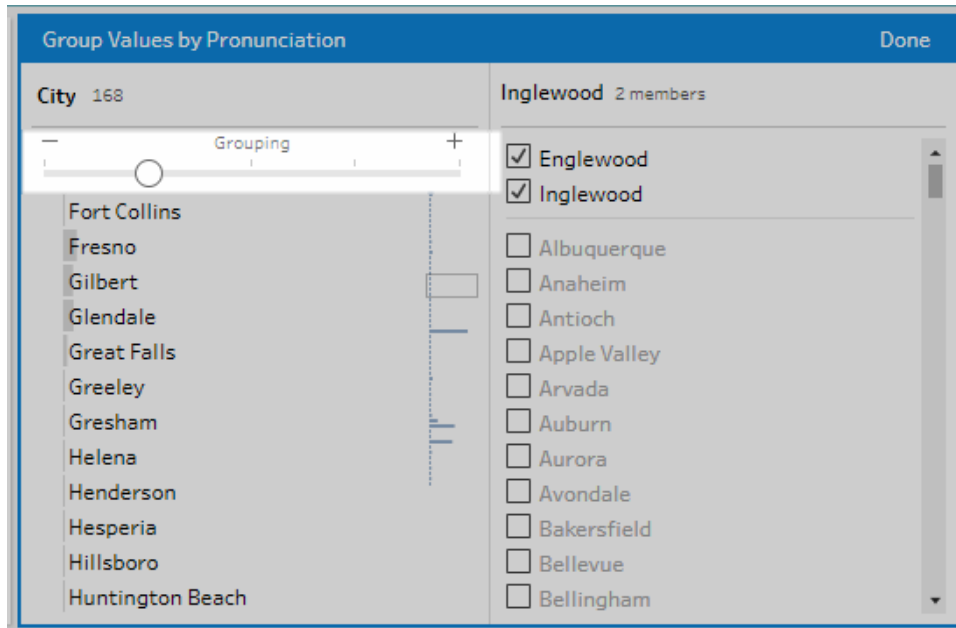 Group Values by Pronunciation Done
City 168
− Grouping +
Fort Collins
Fresno
Gilbert
Glendale
Great Falls
Greeley
Gresham
Helena
Henderson
Hesperia
Hillsboro
Huntington Beach
Inglewood 2 members
Englewood
Inglewood
Albuquerque
Anaheim
Antioch
Apple Valley
Arvada
Auburn
Aurora
Avondale
Bakersfield
Bellevue
Bellingham